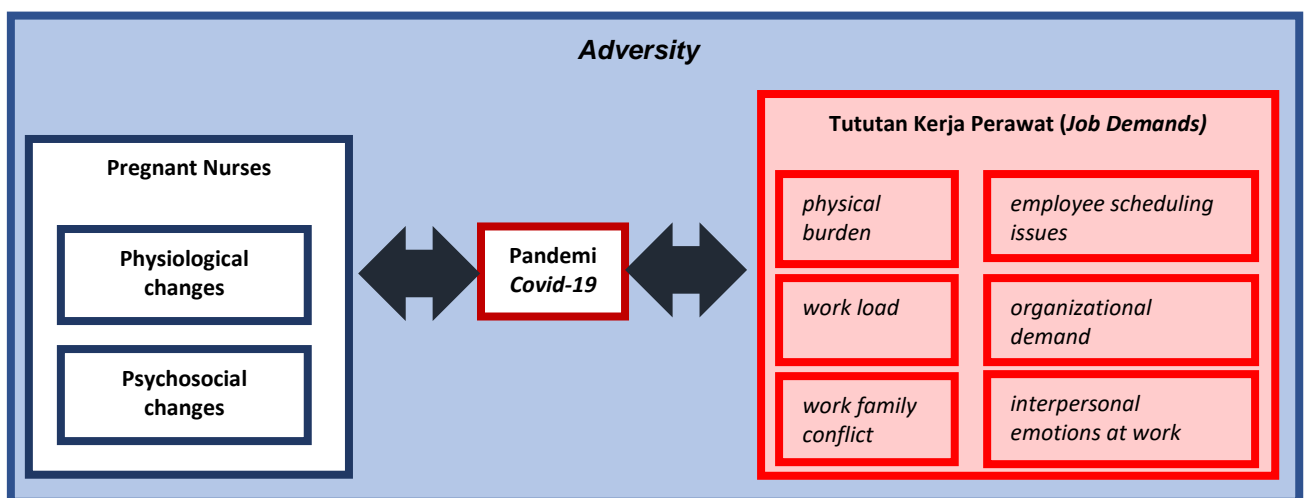 Adversity
Pregnant Nurses
Physiological
changes
Psychosocial
changes
Pandemi
Covid-19
Tututan Kerja Perawat (Job Demands)
physical
burden
employee scheduling
issues
work load
organizational
demand
work family
conflict
interpersonal
emotions at work